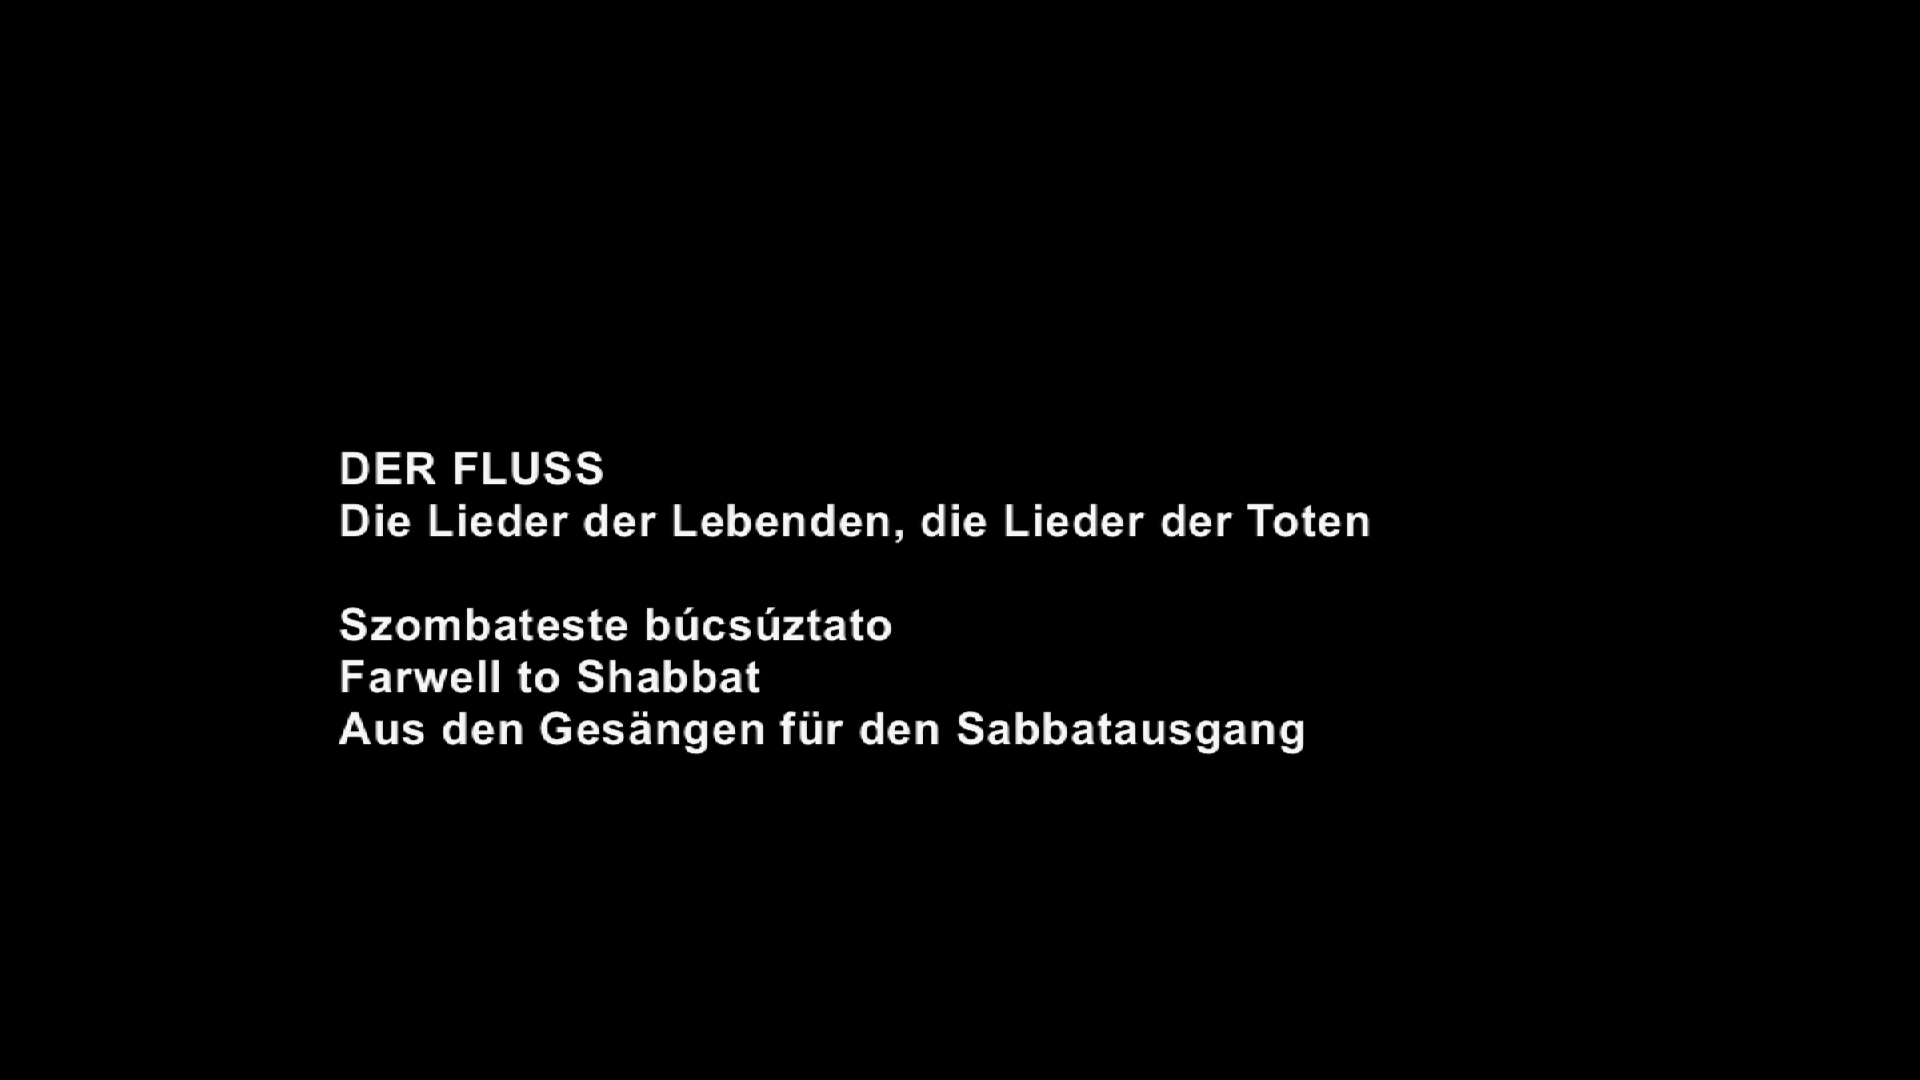 DER FLUSS
Die Lieder der Lebenden, die Lieder der Toten
Szombateste búcsúztato
Farwell to Shabbat
Aus den Gesängen für den Sabbatausgang